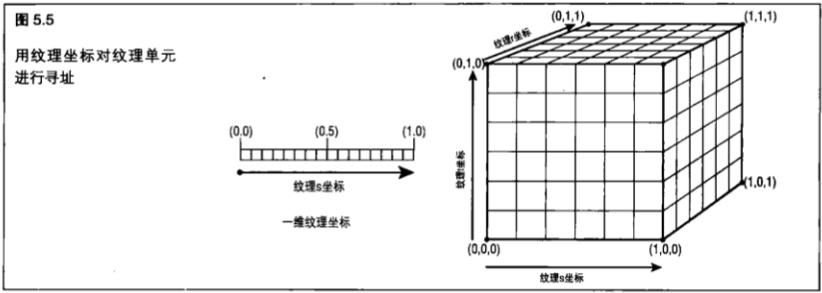 图 5.5
用纹理坐标对纹理单元
进行寻址
(0.0)
(0.5)
(1.0)
纹理s坐标
一维纹理坐标
(0,1,1)
(1,1,1)
纹理r坐标
(0,1,0)
纹理t坐标
(1,0,1)
(0,0,0)
(1,0,0)
纹理s坐标